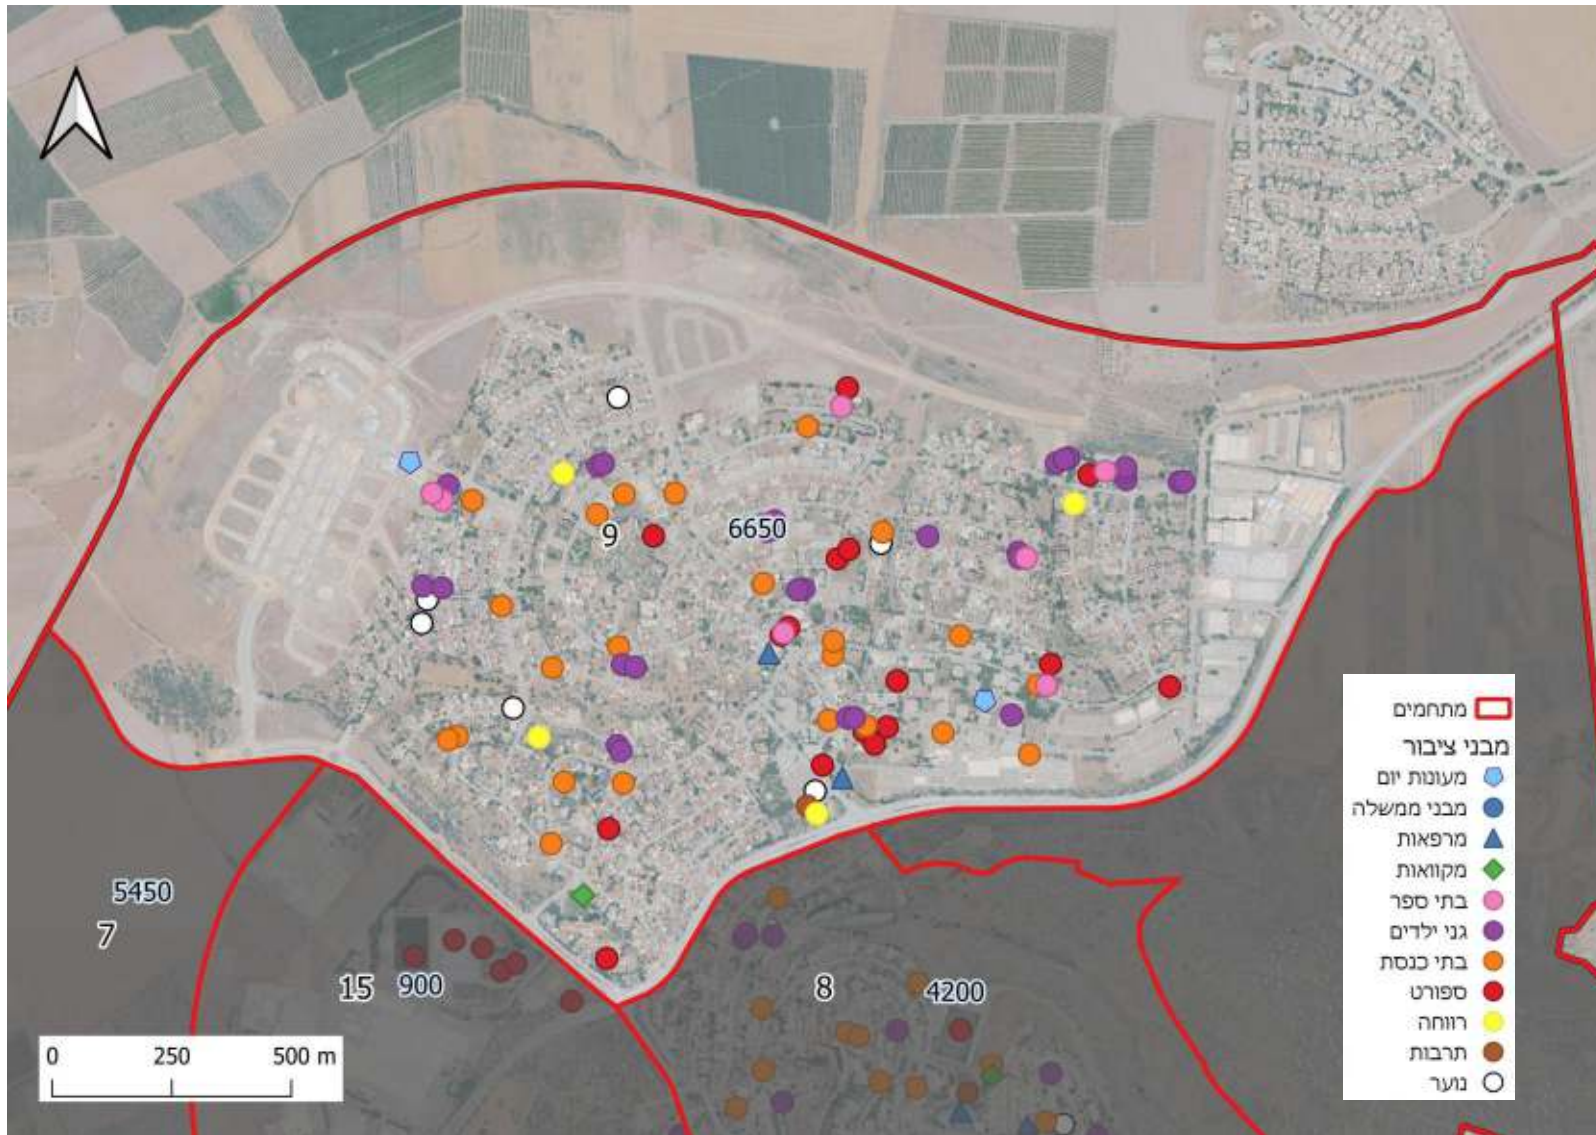 9
6650
5450
7
15
900
8
4200
0 250 500 m
מתחמים
מבני ציבור
מעונות יום
מבני ממשלה
מרפאות
מקוואות
בתי ספר
גני ילדים
בתי כנסת
ספורט
רווחה
תרבות
נוער